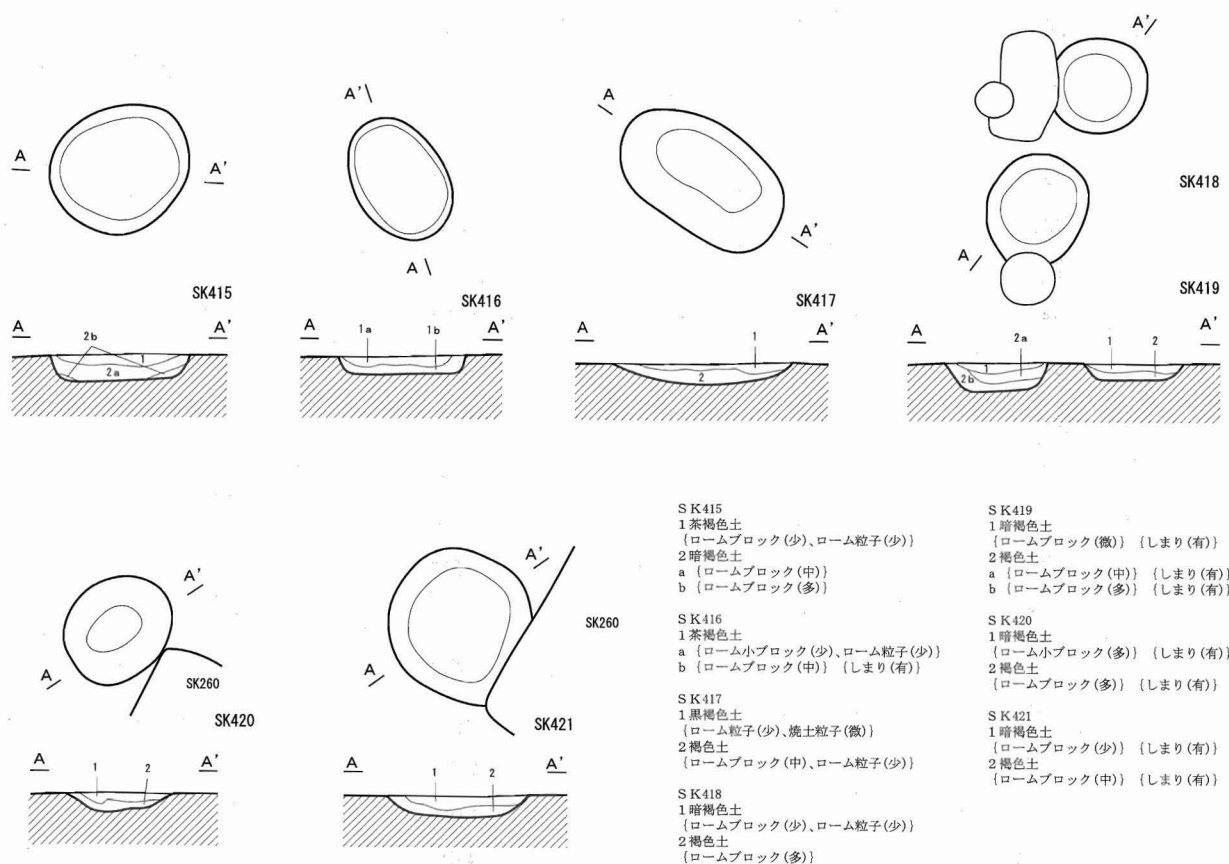 A
A'
SK415
A
A'
1
2a
2b
A'
A
SK416
A
A'
1a
1b
A
A'
SK417
A
A'
1
2
A'
SK418
A
SK419
A
A'
2a
1
2
1
2b
A'
A
SK260
SK420
A
A'
1
2
A'
A
SK260
SK421
A
A'
1
2
SK415
1 茶褐色土
{ロームブロック(少)、ローム粒子(少)}
2 暗褐色土
a {ロームブロック(中)}
b {ロームブロック(多)}
SK416
1 茶褐色土
a {ローム小ブロック(少)、ローム粒子(少)}
b {ロームブロック(中)} {しまり(有)}
SK417
1 黒褐色土
{ローム粒子(少)、焼土粒子(微)}
2 褐色土
{ロームブロック(中)、ローム粒子(少)}
SK418
1 暗褐色土
{ロームブロック(少)、ローム粒子(少)}
2 褐色土
{ロームブロック(多)}
SK419
1 暗褐色土
{ロームブロック(微)} {しまり(有)}
2 褐色土
a {ロームブロック(中)} {しまり(有)}
b {ロームブロック(多)} {しまり(有)}
SK420
1 暗褐色土
{ローム小ブロック(多)} {しまり(有)}
2 褐色土
{ロームブロック(多)} {しまり(有)}
SK421
1 暗褐色土
{ロームブロック(少)} {しまり(有)}
2 褐色土
{ロームブロック(中)} {しまり(有)}